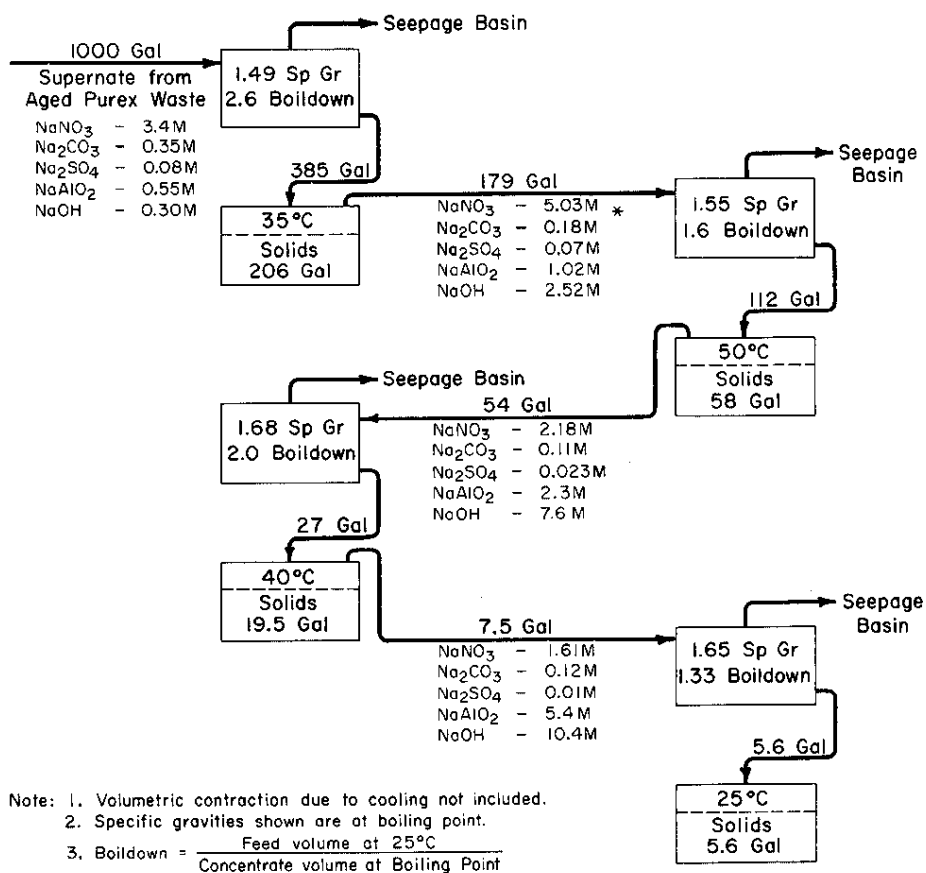 1000 Gal
Supernate from
Aged Purex Waste
NaNO3 - 3.4M
Na2CO3 - 0.35M
Na2SO4 - 0.08M
NaAlO2 - 0.55M
NaOH - 0.30M
Seepage Basin
1.49 Sp Gr
2.6 Boildown
385 Gal
35°C
Solids
206 Gal
179 Gal
NaNO3 - 5.03M *
Na2CO3 - 0.18M
Na2SO4 - 0.07M
NaAlO2 - 1.02M
NaOH - 2.52M
Seepage
Basin
1.55 Sp Gr
1.6 Boildown
112 Gal
50°C
Solids
58 Gal
54 Gal
NaNO3 - 2.18M
Na2CO3 - 0.11M
Na2SO4 - 0.023M
NaAlO2 - 2.3M
NaOH - 7.6M
Seepage Basin
1.68 Sp Gr
2.0 Boildown
27 Gal
40°C
Solids
19.5 Gal
7.5 Gal
NaNO3 - 1.61M
Na2CO3 - 0.12M
Na2SO4 - 0.01M
NaAlO2 - 5.4M
NaOH - 10.4M
Seepage
Basin
1.65 Sp Gr
1.33 Boildown
5.6 Gal
25°C
Solids
5.6 Gal
Note: 1. Volumetric contraction due to cooling not included.
2. Specific gravities shown are at boiling point.
3. Boildown = Feed volume at 25°C
Concentrate volume at Boiling Point